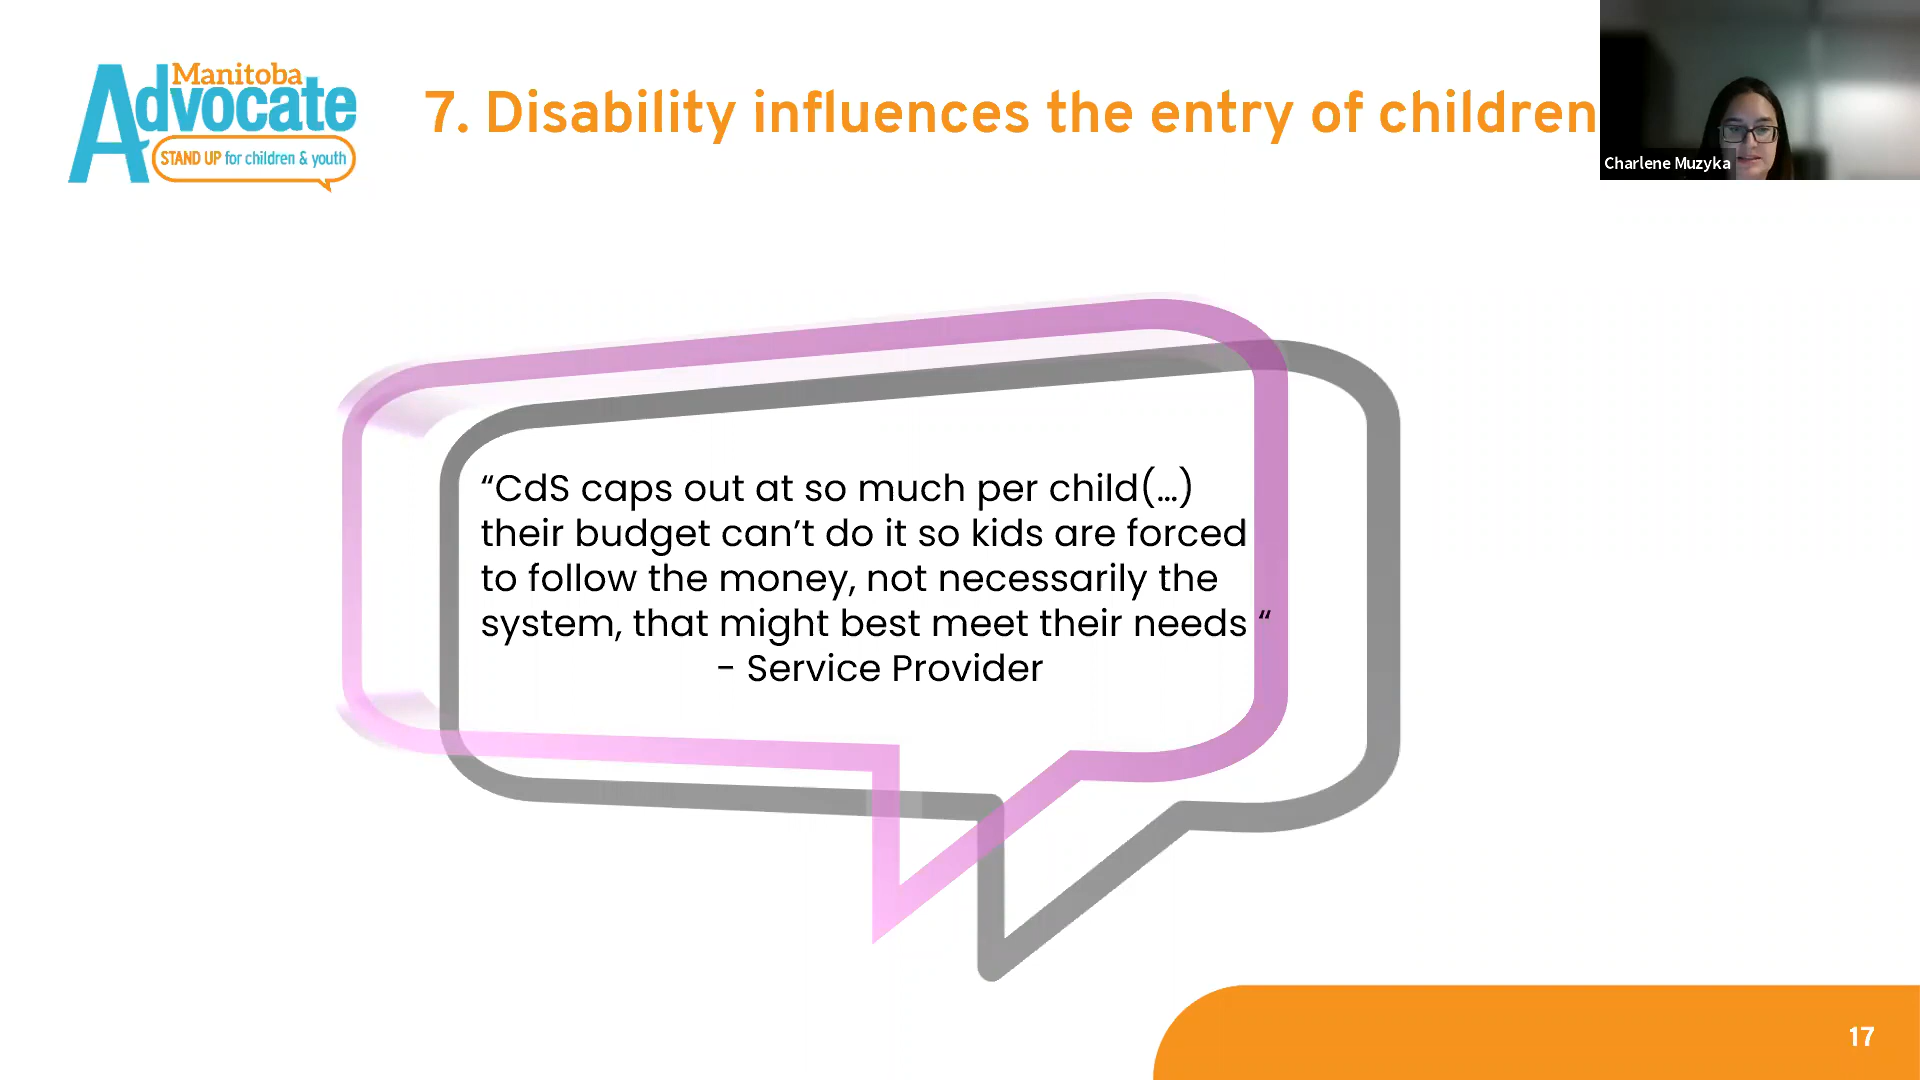 Manitoba
Advocate
STAND UP for children & youth
7. Disability influences the entry of children
Charlene Muzyka
“CdS caps out at so much per child(...)
their budget can’t do it so kids are forced
to follow the money, not necessarily the
system, that might best meet their needs “
- Service Provider
17